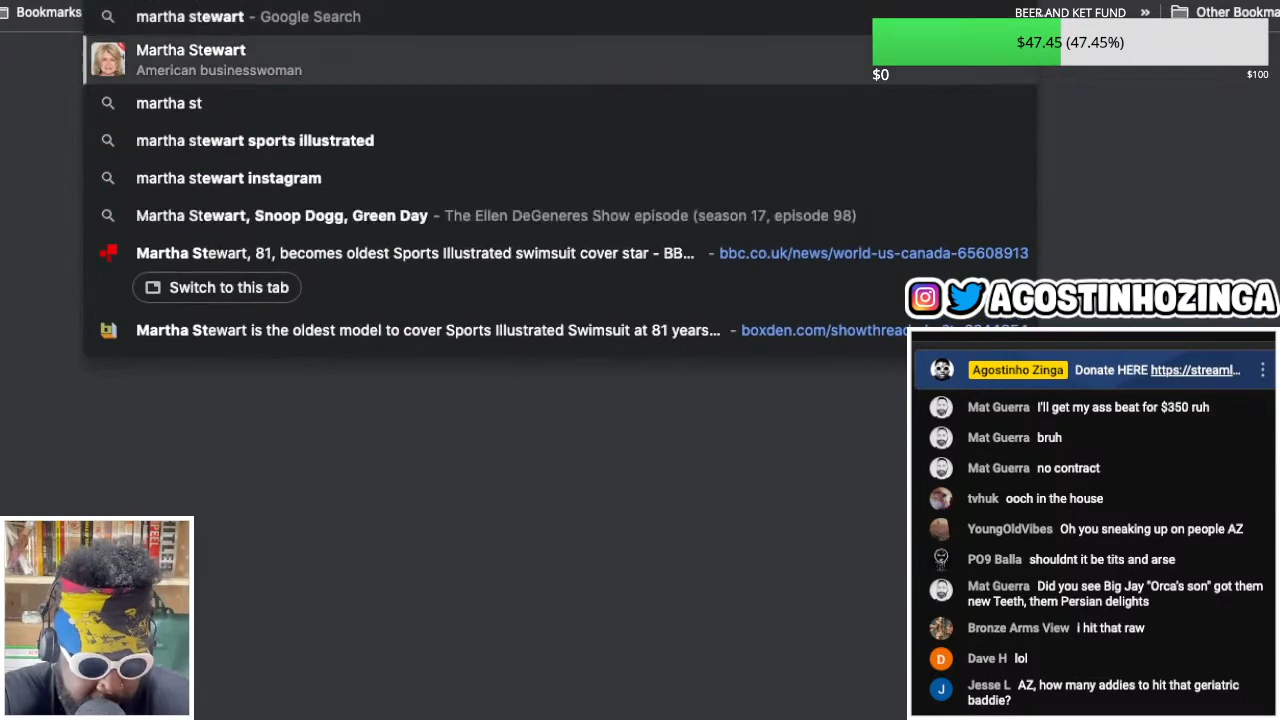 Bookmarks
martha stewart - Google Search
BEER AND KET FUND
»
Other Bookma
Martha Stewart
American businesswoman
$47.45 (47.45%)
$0
$100
martha st
martha stewart sports illustrated
martha stewart instagram
Martha Stewart, Snoop Dogg, Green Day - The Ellen DeGeneres Show episode (season 17, episode 98)
Martha Stewart, 81, becomes oldest Sports Illustrated swimsuit cover star - BB... - bbc.co.uk/news/world-us-canada-65608913
Switch to this tab
Martha Stewart is the oldest model to cover Sports Illustrated Swimsuit at 81 years... - boxden.com/showthread
AGOSTINHOZINGA
Agostinho Zinga Donate HERE https://streaml...
Mat Guerra I'll get my ass beat for $350 ruh
Mat Guerra bruh
Mat Guerra no contract
tvhuk ooch in the house
YoungOldVibes Oh you sneaking up on people AZ
PO9 Balla shouldnt it be tits and arse
Mat Guerra Did you see Big Jay "Orca's son" got them
new Teeth, them Persian delights
Bronze Arms View i hit that raw
D Dave H lol
J Jesse L AZ, how many addies to hit that geriatric
baddie?